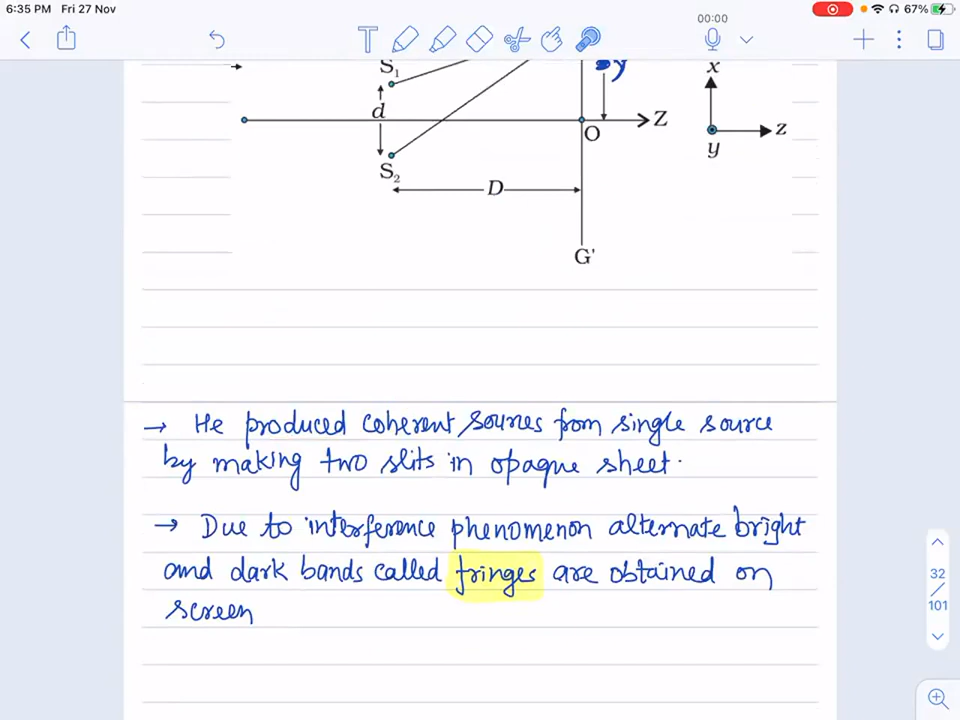 6:35 PM Fri 27 Nov 67%
00:00
T
S1 y x
d Z z
O y
S2
D
G'
→ He produced coherent sources from single source
by making two slits in opaque sheet.
→ Due to interference phenomenon alternate bright
and dark bands called fringes are obtained on
screen
32
/
101